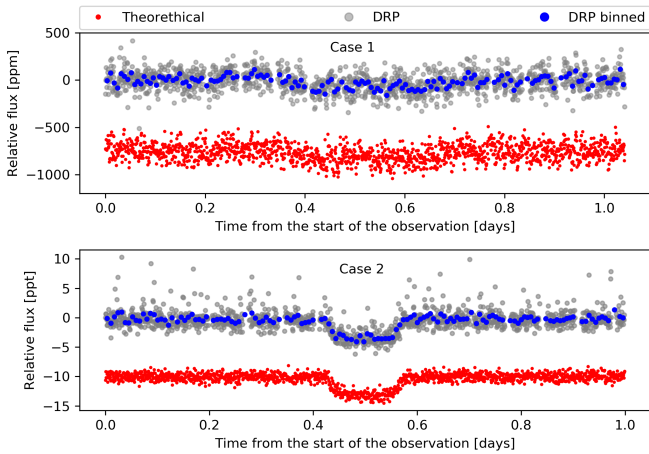 Theorethical DRP DRP binned
Case 1
Relative flux [ppm]
500
0
−500
−1000
0.0 0.2 0.4 0.6 0.8 1.0
Time from the start of the observation [days]
Case 2
Relative flux [ppt]
10
5
0
−5
−10
−15
0.0 0.2 0.4 0.6 0.8 1.0
Time from the start of the observation [days]